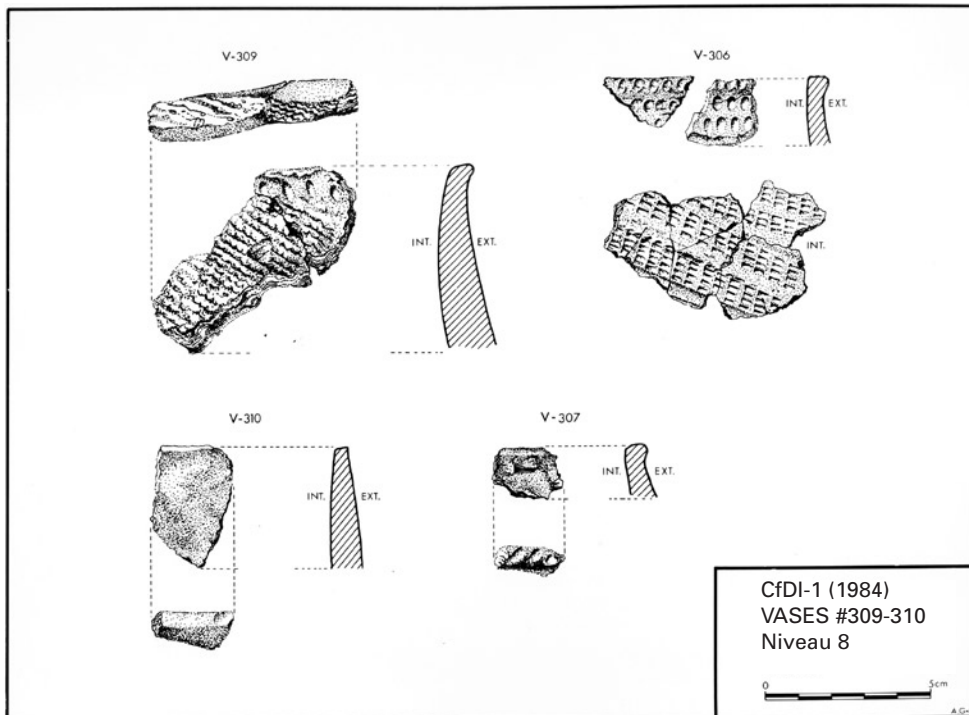 V-309
V-306
INT. EXT.
INT. EXT.
INT.
V-310
V-307
INT. EXT.
INT. EXT.
CfDI-1 (1984)
VASES #309-310
Niveau 8
0 5cm
A.G.